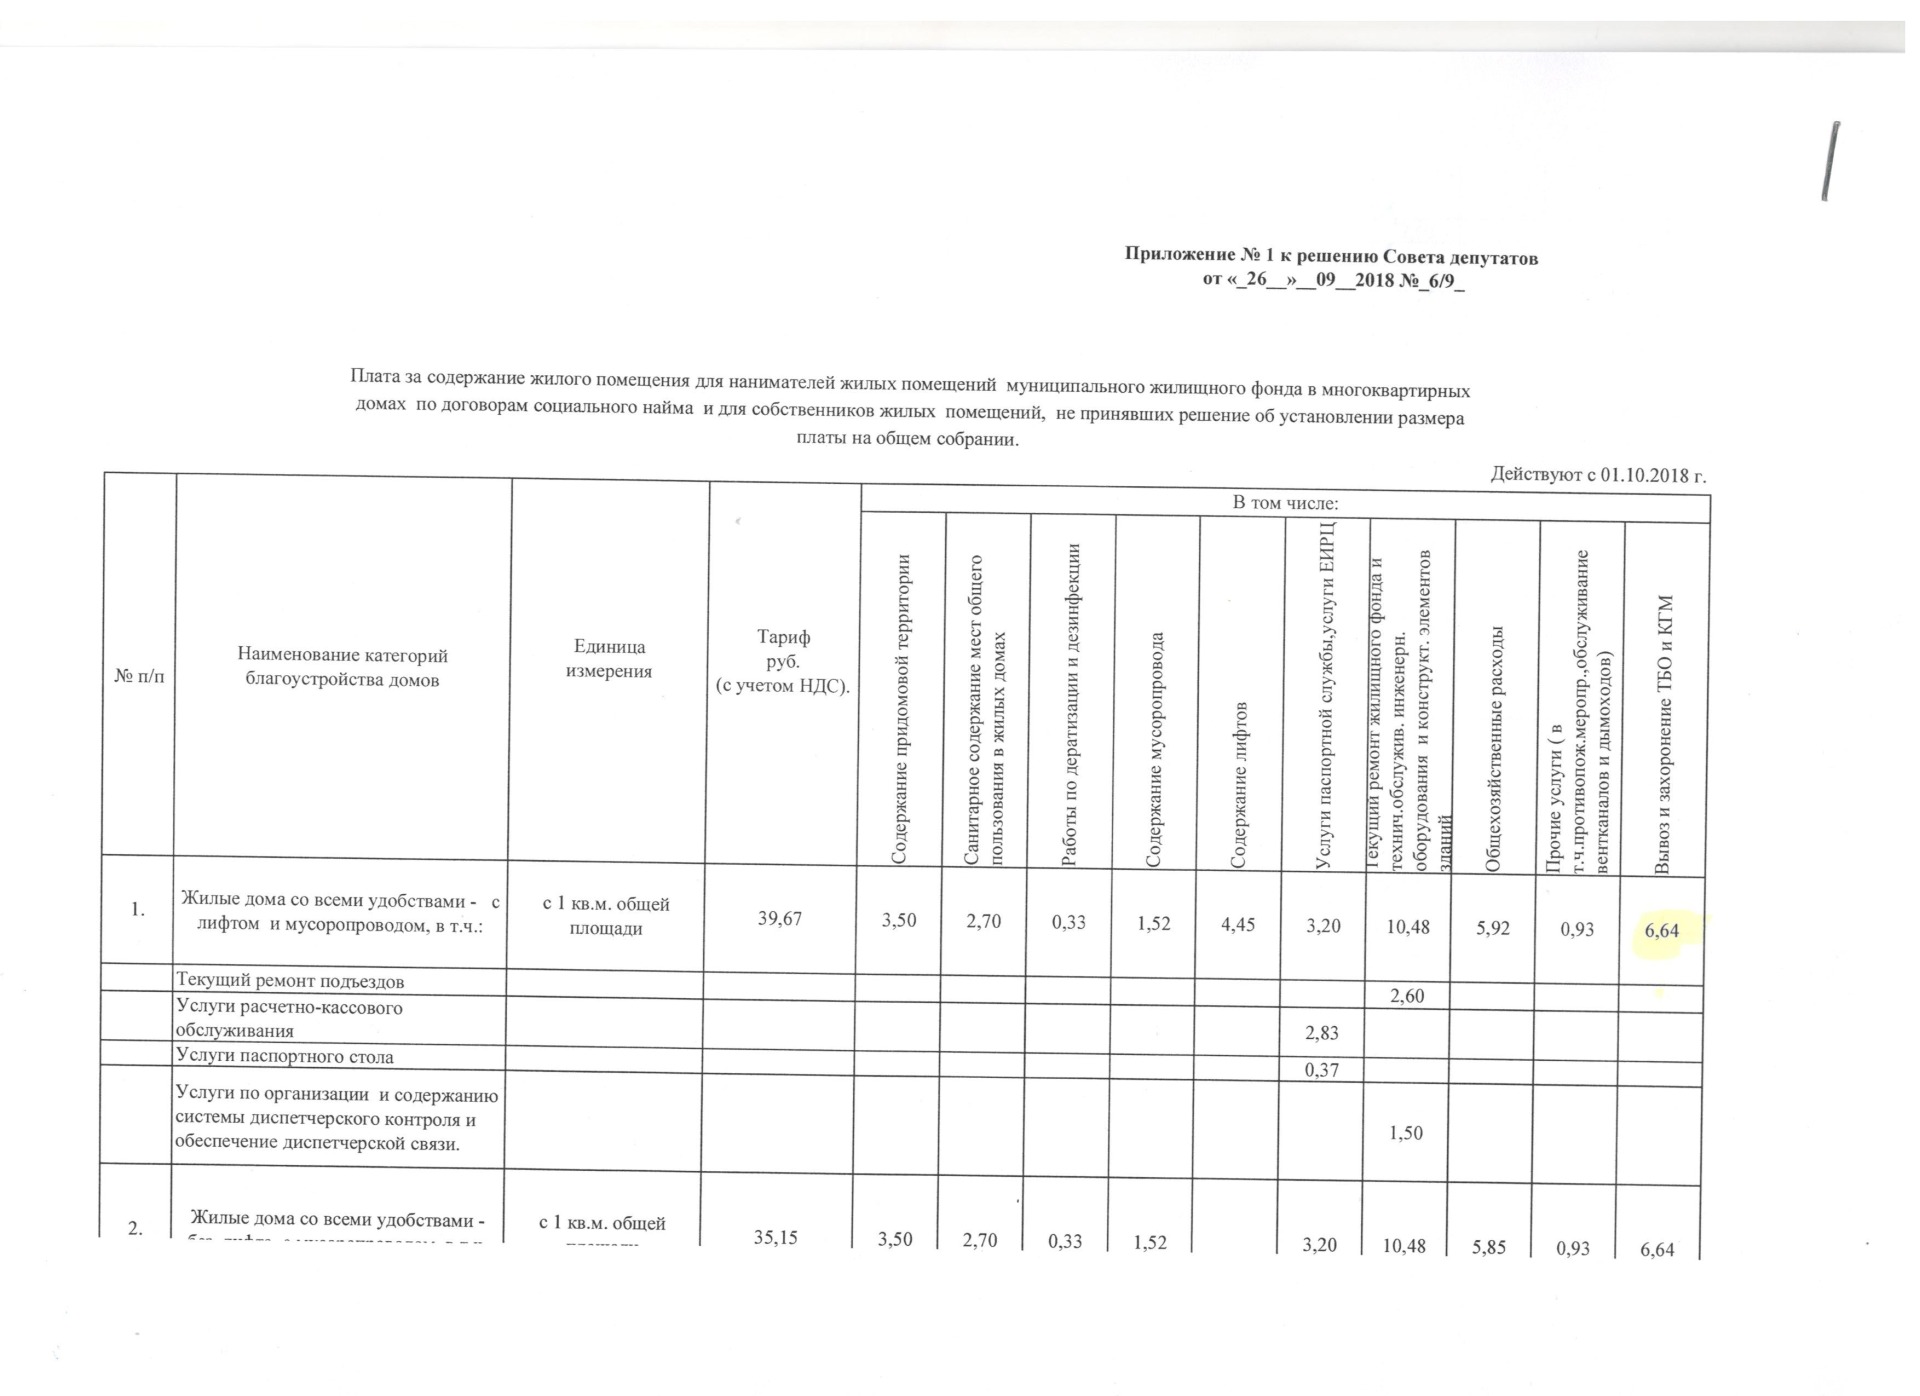 Приложение № 1 к решению Совета депутатов
от «_26__»__09__2018 №_6/9_
Плата за содержание жилого помещения для нанимателей жилых помещений муниципального жилищного фонда в многоквартирных
домах по договорам социального найма и для собственников жилых помещений, не принявших решение об установлении размера
платы на общем собрании.
Действуют с 01.10.2018 г.
№ п/п
Наименование категорий
благоустройства домов
Единица
измерения
Тариф
руб.
(с учетом НДС).
В том числе:
Содержание придомовой территории
Санитарное содержание мест общего
пользования в жилых домах
Работы по дератизации и дезинфекции
Содержание мусоропровода
Содержание лифтов
Услуги паспортной службы,услуги ЕИРЦ
Текущий ремонт жилищного фонда и
технич.обслужив. инженерн.
оборудования и конструкт. элементов
зданий
Общехозяйственные расходы
Прочие услуги ( в
т.ч.противопож.меропр.,обслуживание
вентканалов и дымоходов)
Вывоз и захоронение ТБО и КГМ
1.
Жилые дома со всеми удобствами - с
лифтом и мусоропроводом, в т.ч.:
с 1 кв.м. общей
площади
39,67 3,50 2,70 0,33 1,52 4,45 3,20 10,48 5,92 0,93 6,64
Текущий ремонт подъездов
2,60
Услуги расчетно-кассового
обслуживания
2,83
Услуги паспортного стола
0,37
Услуги по организации и содержанию
системы диспетчерского контроля и
обеспечение диспетчерской связи.
1,50
2.
Жилые дома со всеми удобствами -
с 1 кв.м. общей
35,15 3,50 2,70 0,33 1,52 3,20 10,48 5,85 0,93 6,64